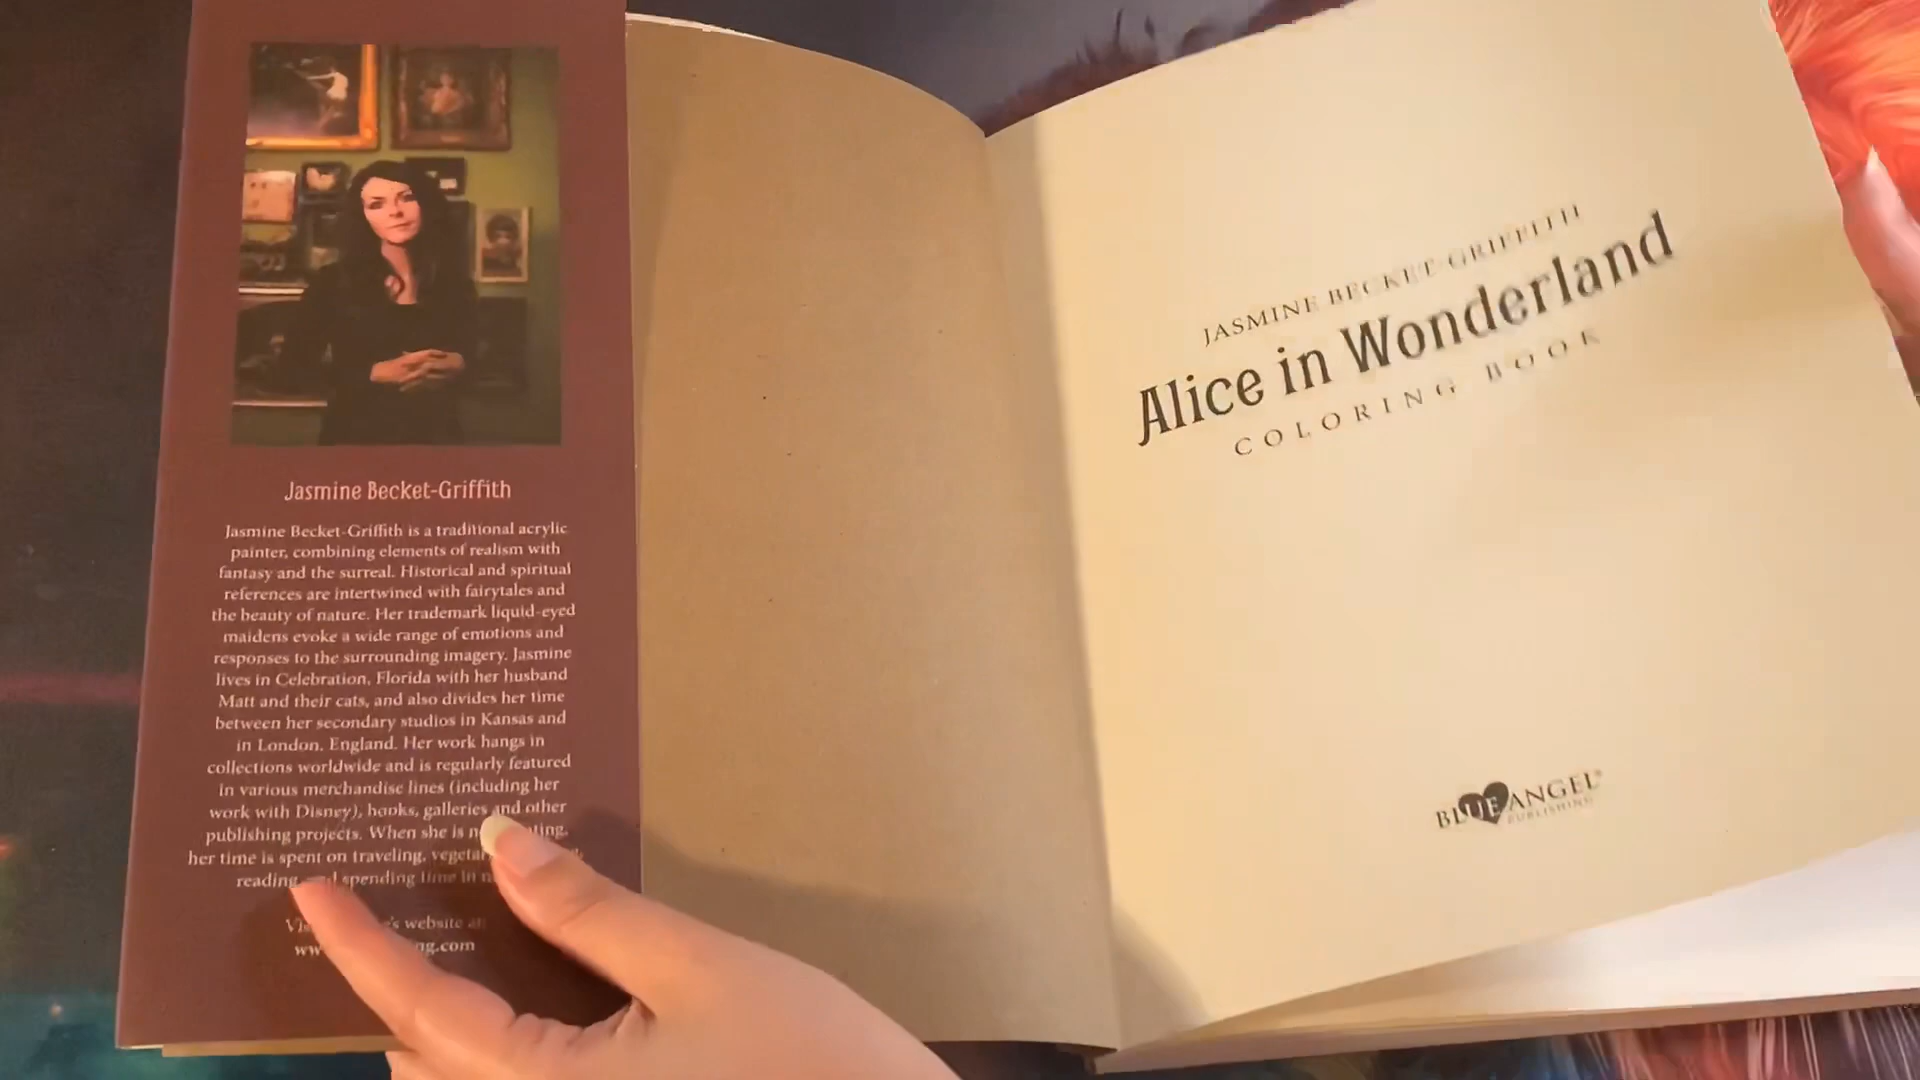 Jasmine Becket-Griffith
Jasmine Becket-Griffith is a traditional acrylic
painter, combining elements of realism with
fantasy and the surreal. Historical and spiritual
references are intertwined with fairytales and
the beauty of nature. Her trademark liquid-eyed
maidens evoke a wide range of emotions and
responses to the surrounding imagery. Jasmine
lives in Celebration, Florida with her husband
Matt and their cats, and also divides her time
between her secondary studios in Kansas and
in London, England. Her work hangs in
collections worldwide and is regularly featured
in various merchandise lines (including her
work with Disney), books, galleries and other
publishing projects. When she is
her time is spent on traveling,
reading spending time in
website at
JASMINE BECKET-GRIFFITH
Alice in Wonderland
COLORING BOOK
BLUE ANGEL®
PUBLISHING